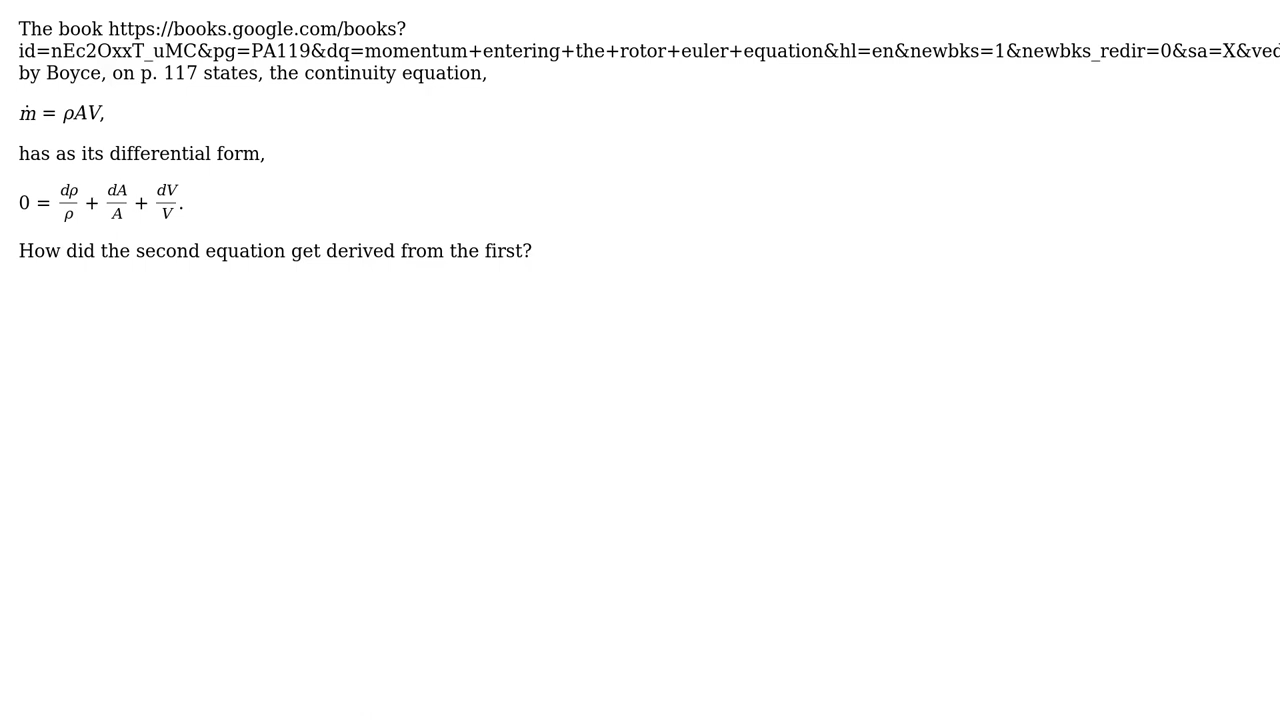 The book https://books.google.com/books?
id=nEc2OxxT_uMC&pg=PA119&dq=momentum+entering+the+rotor+euler+equation&hl=en&newbks=1&newbks_redir=0&sa=X&ved
by Boyce, on p. 117 states, the continuity equation,
ṁ = ρAV,
has as its differential form,
0 = dρ/ρ + dA/A + dV/V.
How did the second equation get derived from the first?